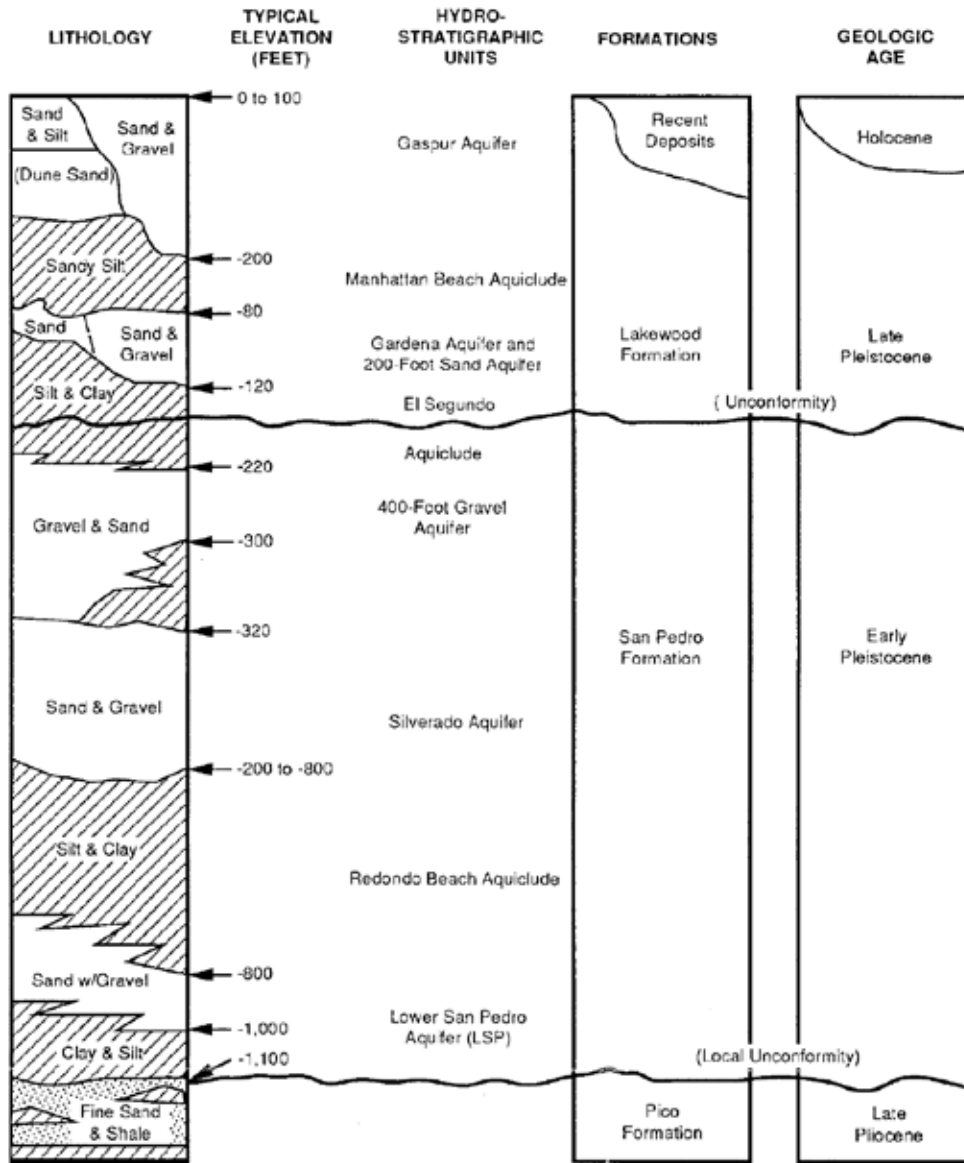 LITHOLOGY
TYPICAL
ELEVATION
(FEET)
HYDRO-
STRATIGRAPHIC
UNITS
FORMATIONS
GEOLOGIC
AGE
0 to 100
Sand
& Silt
Sand &
Gravel
Gaspur Aquifer
Recent
Deposits
Holocene
(Dune Sand)
-200
Sandy Silt
Manhattan Beach Aquiclude
-80
Sand
Sand &
Gravel
Gardena Aquifer and
200-Foot Sand Aquifer
Lakewood
Formation
Late
Pleistocene
-120
Silt & Clay
El Segundo
( Unconformity)
Aquiclude
-220
400-Foot Gravel
Aquifer
Gravel & Sand
-300
-320
San Pedro
Formation
Early
Pleistocene
Sand & Gravel
Silverado Aquifer
-200 to -800
Silt & Clay
Redondo Beach Aquiclude
-800
Sand w/Gravel
Lower San Pedro
Aquifer (LSP)
-1,000
Clay & Silt
-1,100
(Local Unconformity)
Fine Sand
& Shale
Pico
Formation
Late
Pliocene